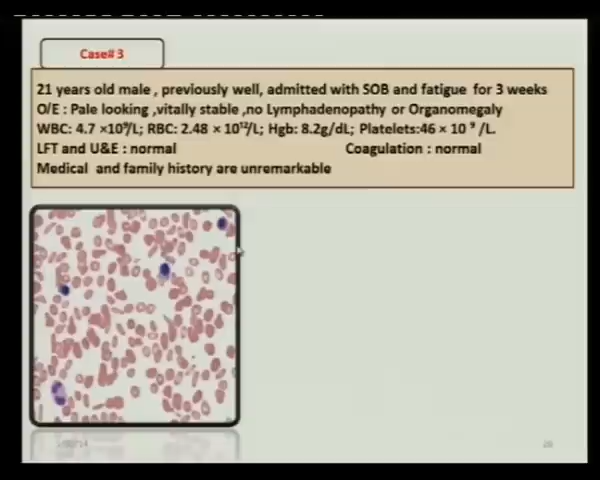 Case# 3
21 years old male , previously well, admitted with SOB and fatigue for 3 weeks
O/E : Pale looking ,vitally stable ,no Lymphadenopathy or Organomegaly
WBC: 4.7 ×10⁹/L; RBC: 2.48 × 10¹²/L; Hgb: 8.2g/dL; Platelets:46 × 10 ⁹ /L.
LFT and U&E : normal Coagulation : normal
Medical and family history are unremarkable